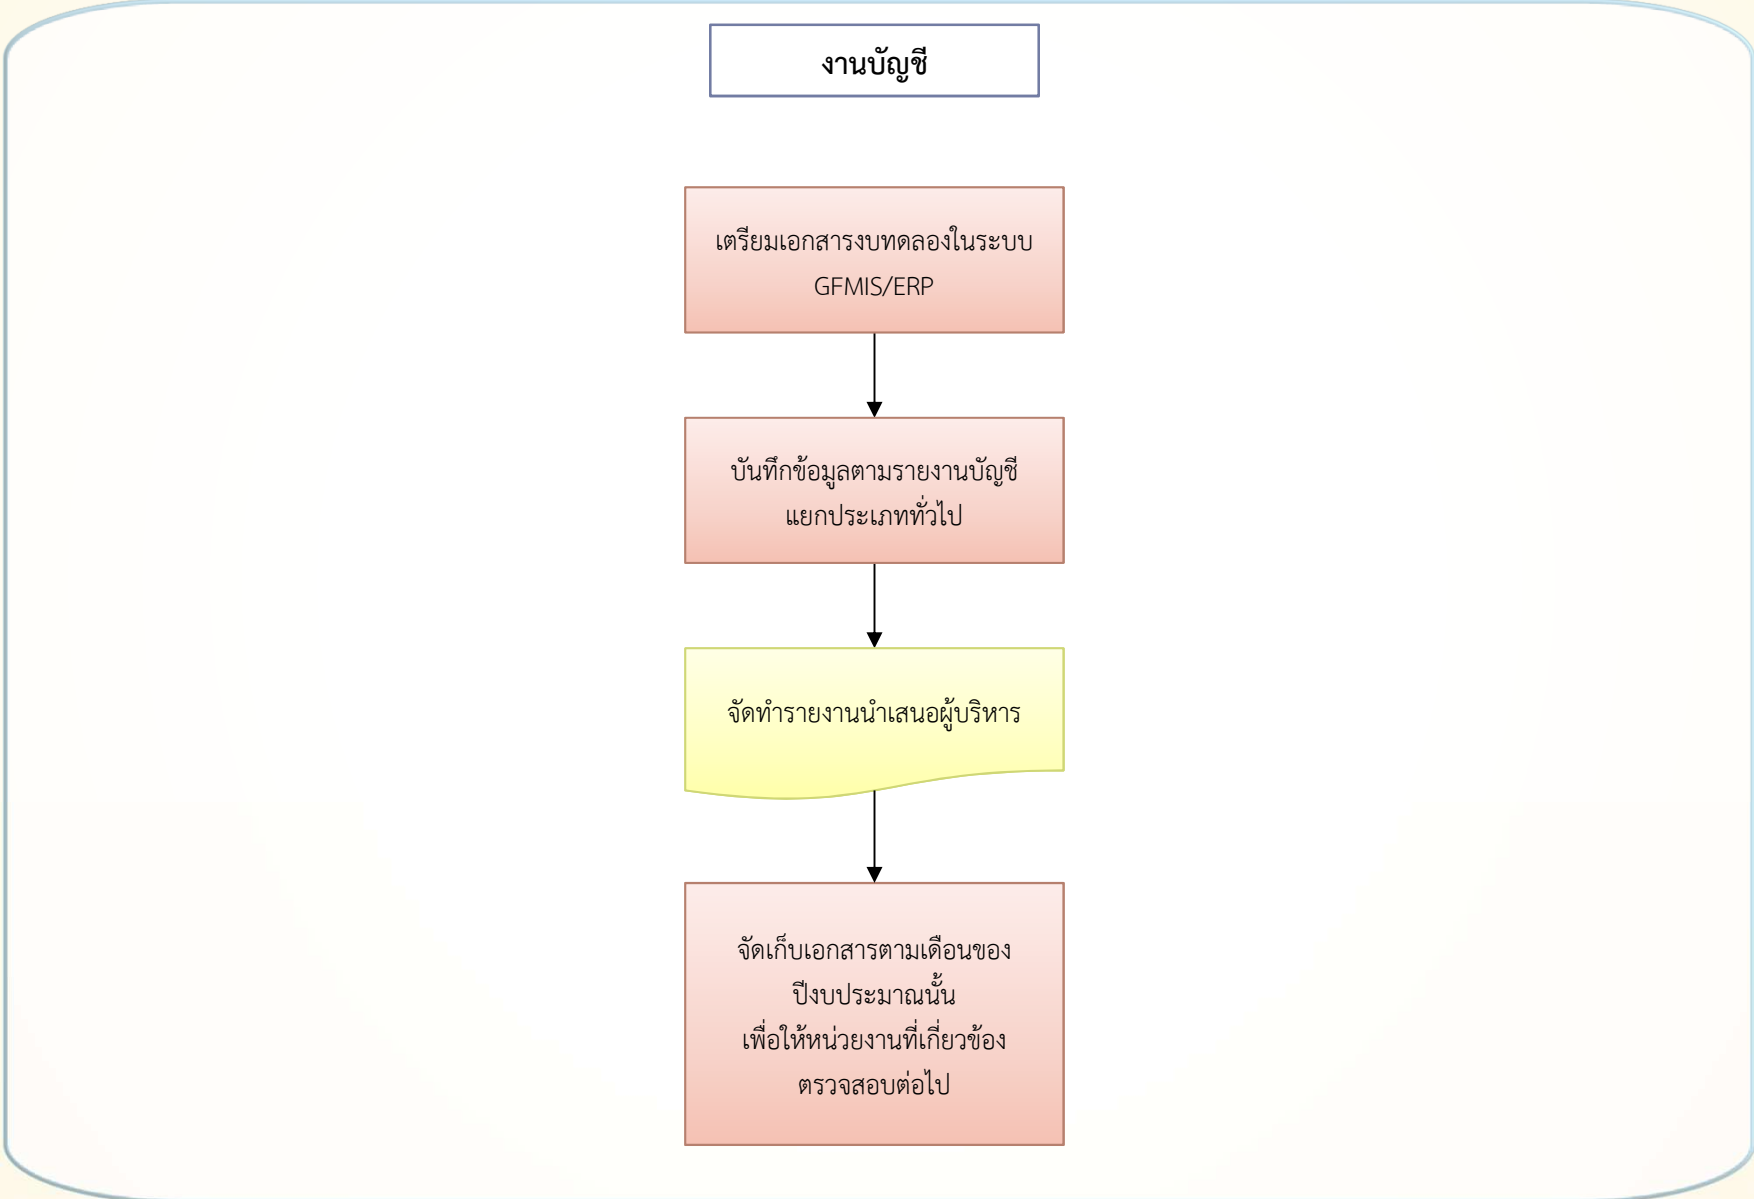 งานบัญชี
เตรียมเอกสารงบทดลองในระบบ
GFMIS/ERP
บันทึกข้อมูลตามรายงานบัญชี
แยกประเภททั่วไป
จัดทำรายงานนำเสนอผู้บริหาร
จัดเก็บเอกสารตามเดือนของ
ปีงบประมาณนั้น
เพื่อให้หน่วยงานที่เกี่ยวข้อง
ตรวจสอบต่อไป